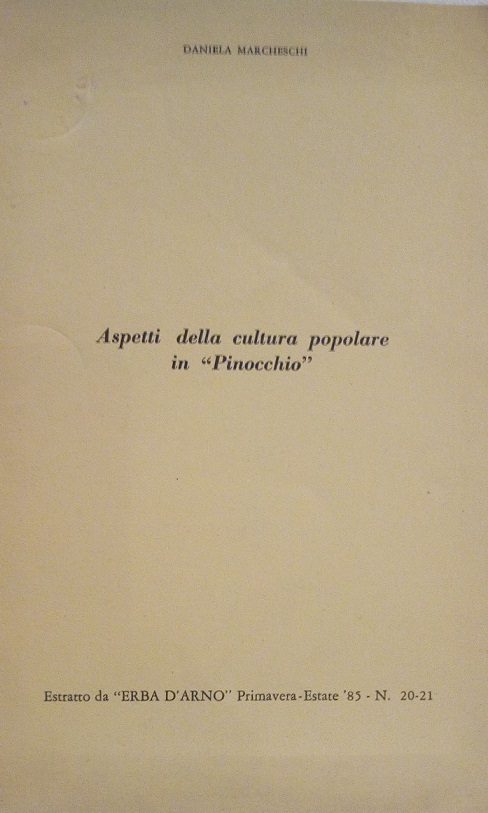 DANIELA MARCHESCHI
Aspetti della cultura popolare
in “Pinocchio”
Estratto da “ERBA D'ARNO” Primavera-Estate '85 - N. 20-21